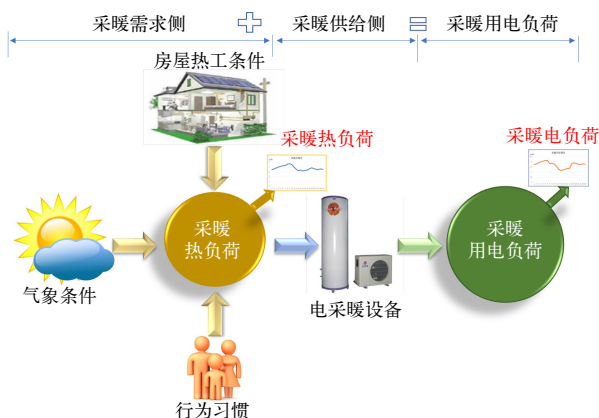 采暖需求侧
采暖供给侧
采暖用电负荷
房屋热工条件
采暖热负荷
采暖电负荷
采暖
热负荷
采暖
用电负荷
气象条件
电采暖设备
行为习惯